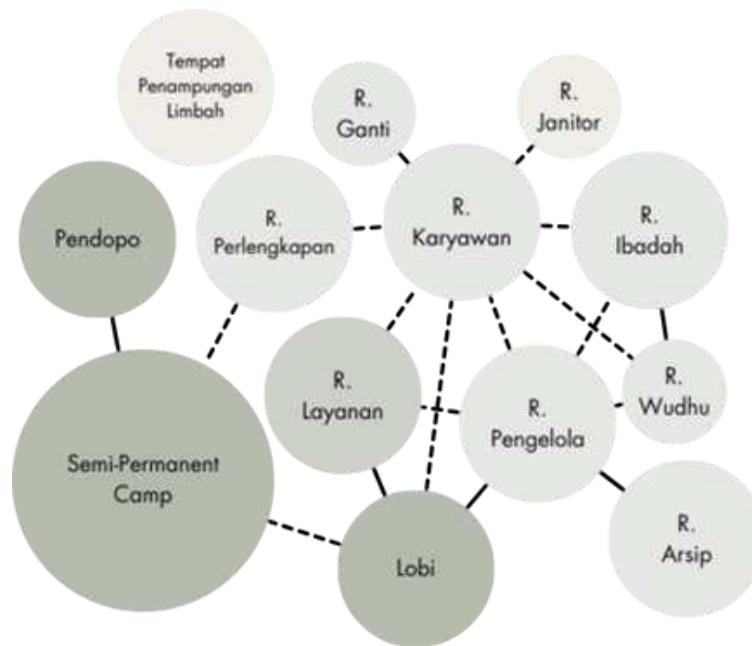 Tempat
Penampungan
Limbah
R.
Ganti
R.
Janitor
Pendopo
R.
Perlengkapan
R.
Karyawan
R.
Ibadah
R.
Layanan
R.
Pengelola
R.
Wudhu
Semi-Permanent
Camp
Lobi
R.
Arsip